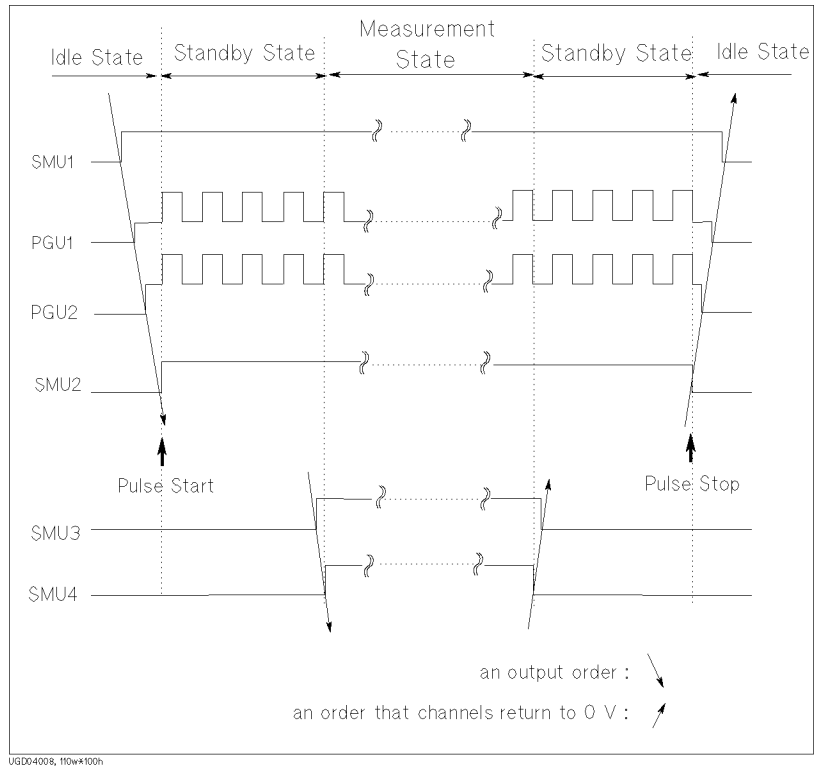 Measurement
State
Idle State
Standby State
Standby State
Idle State
SMU1
PGU1
PGU2
SMU2
Pulse Start
Pulse Stop
SMU3
SMU4
an output order :
an order that channels return to 0 V :
UGD04008, 110w*100h